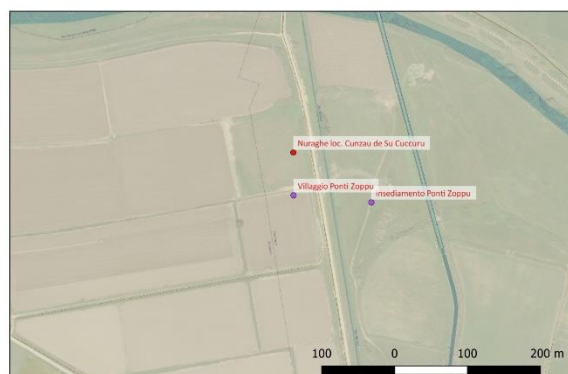 Nuraghe loc. Cunzau de Su Cuccuru
Villaggio Ponti Zoppu
Insediamento Ponti Zoppu
100 0 100 200 m